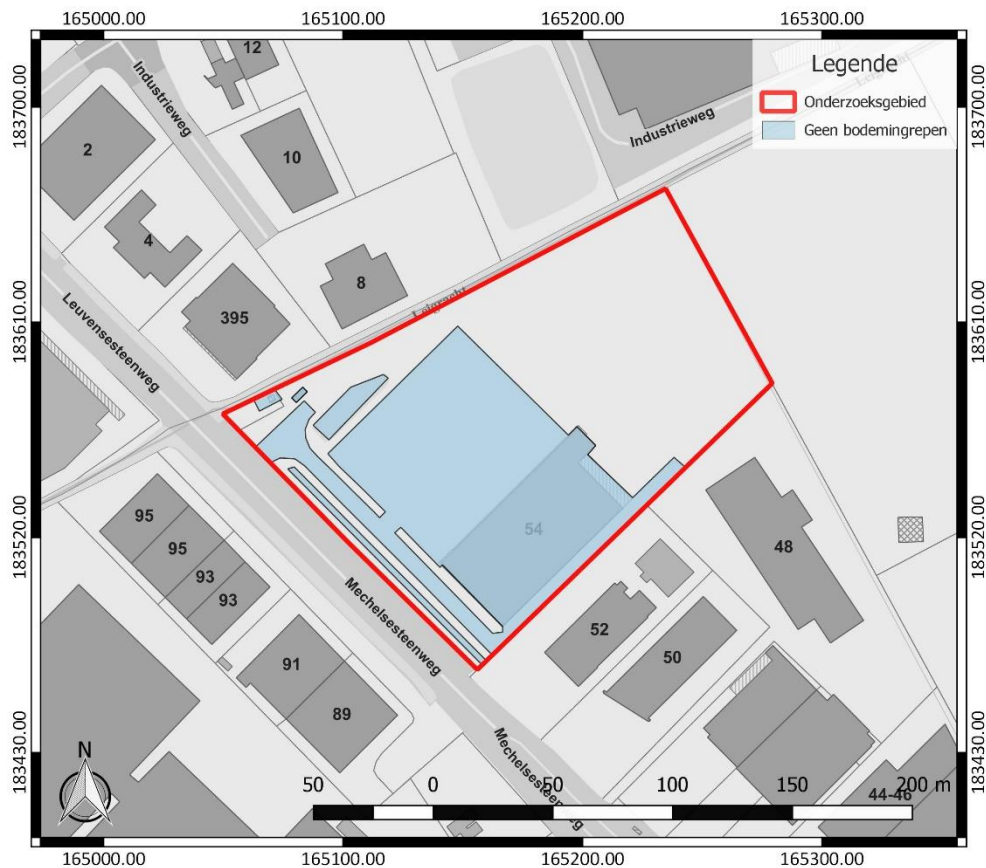 165000.00 165100.00 165200.00 165300.00
Legende
Onderzoeksgebied
Geen bodemingrepen
183700.00
183700.00
12
Industrieweg
Leigracht
Industrieweg
2
10
4
8
395
Leigracht
Leuvensesteenweg
183610.00
183610.00
54
48
183520.00
183520.00
95
95
93
93
Mechelsesteenweg
52
50
91
89
183430.00
183430.00
N
Mechelsesteenweg
50 0 50 100 150 200 m
44-46
165000.00 165100.00 165200.00 165300.00